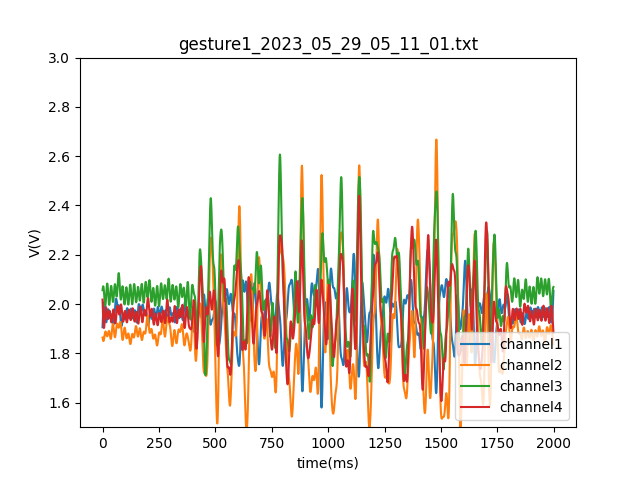 gesture1_2023_05_29_05_11_01.txt
V(V)
3.0
2.8
2.6
2.4
2.2
2.0
1.8
1.6
channel1
channel2
channel3
channel4
0 250 500 750 1000 1250 1500 1750 2000
time(ms)